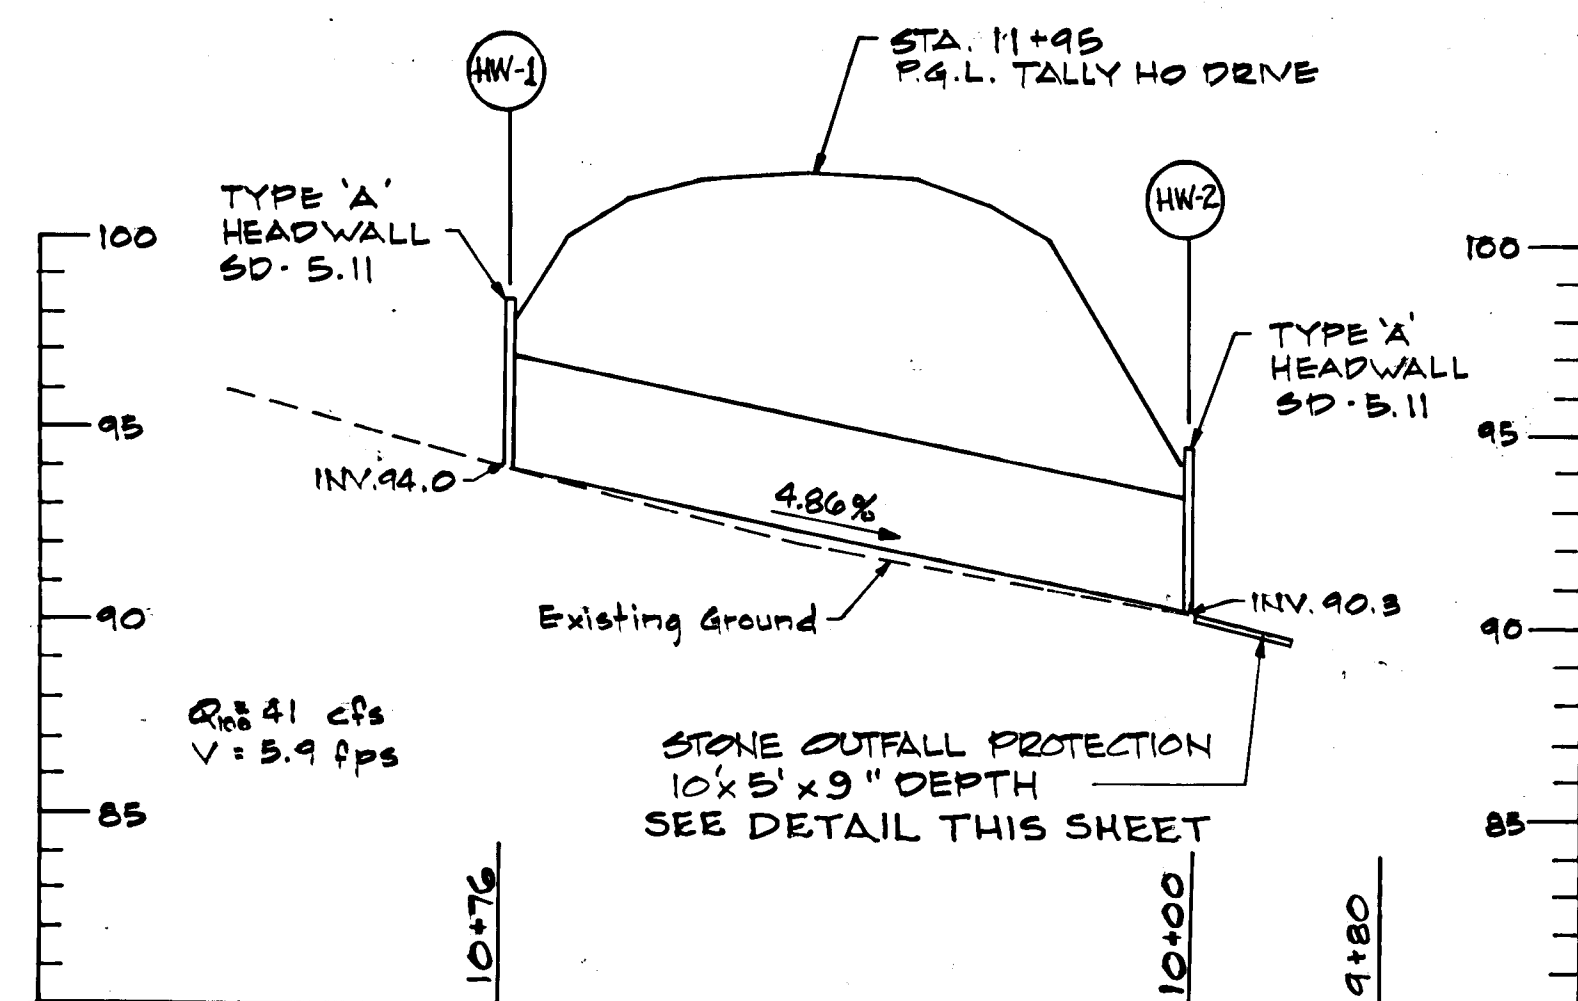 HW-1
STA. 11+95
P.G.L. TALLY HO DRIVE
HW-2
TYPE 'A'
HEADWALL
SD-5.11
100
100
TYPE 'A'
HEADWALL
SD-5.11
95
95
INV. 94.0
4.86%
Existing Ground
INV. 90.3
90
90
Q100 = 41 cfs
V = 5.9 fps
STONE OUTFALL PROTECTION
10'x 5' x 9" DEPTH
SEE DETAIL THIS SHEET
85
85
10+76
10+00
9+80